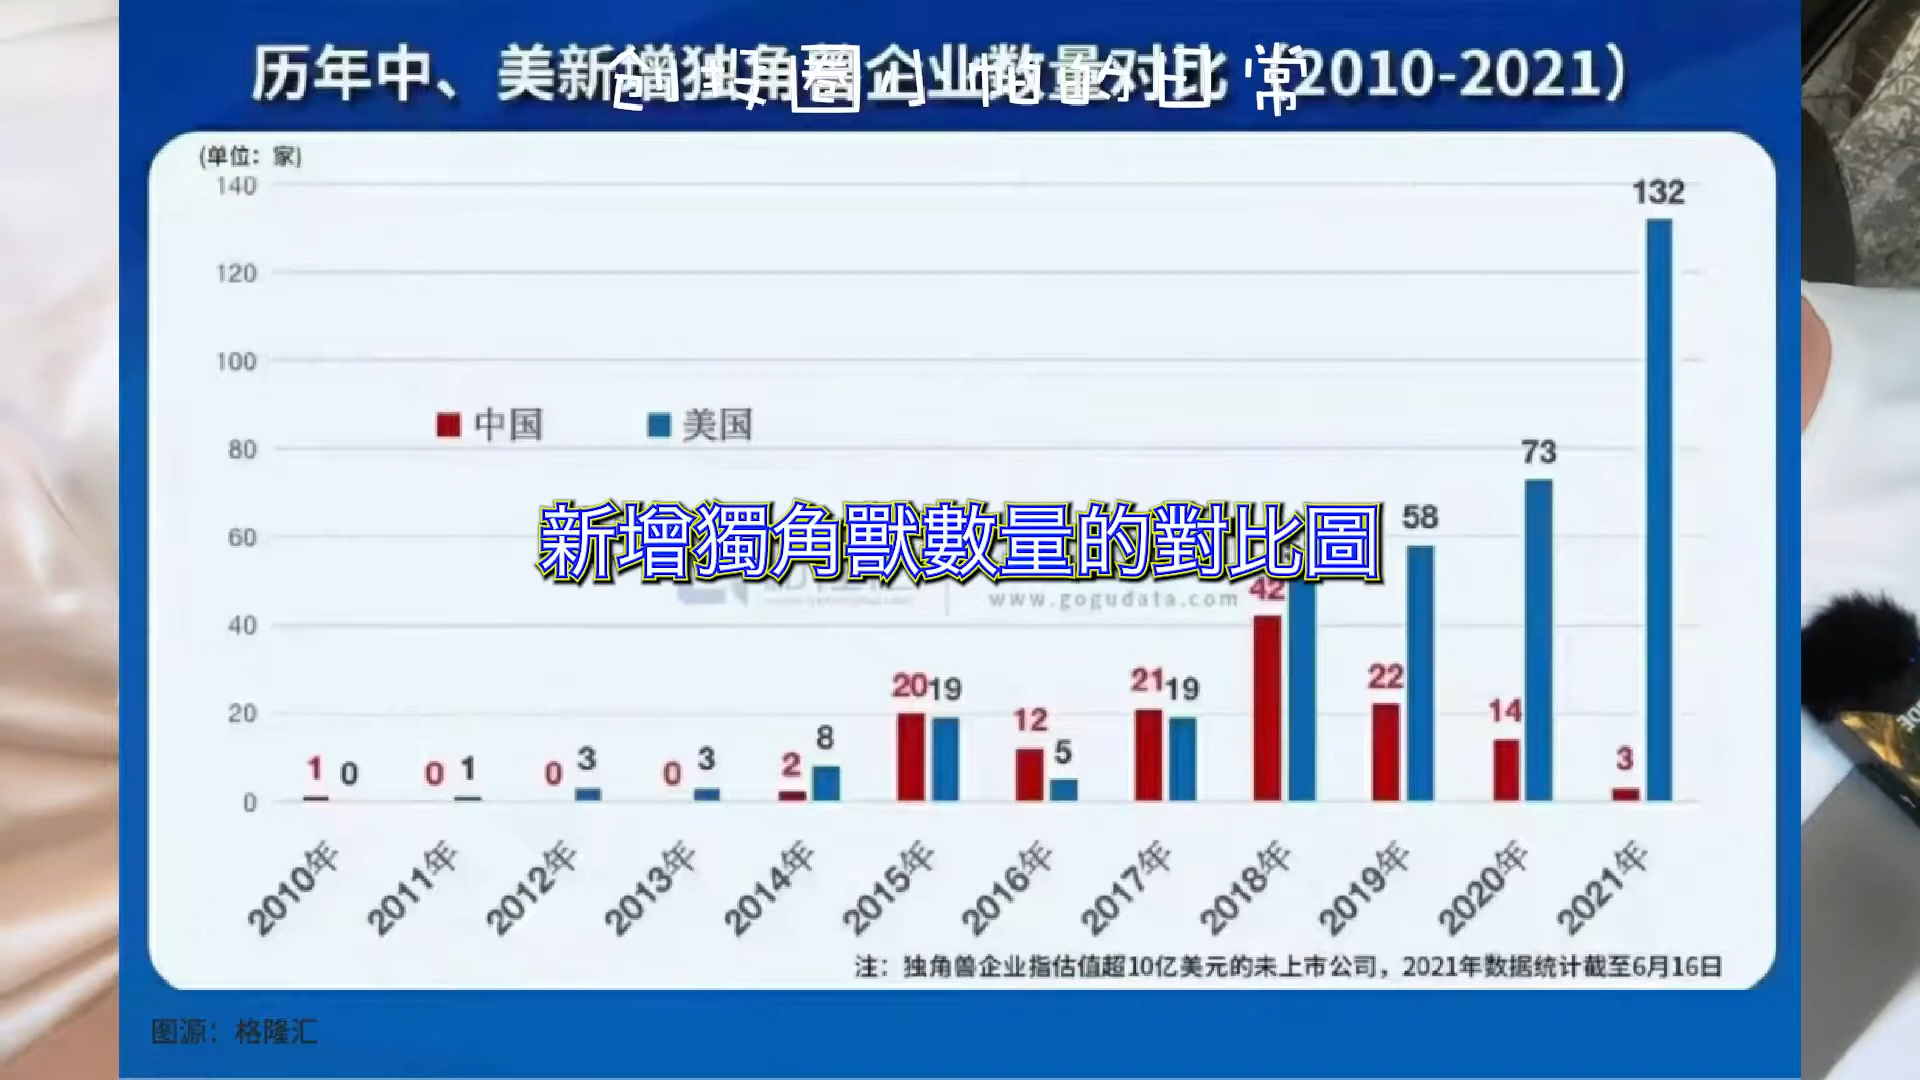 历年中、美新增独角兽企业数量对比（2010-2021）
(单位：家)
140
120
100
80
60
40
20
0
中国
美国
新增獨角獸數量的對比圖
www.gogudata.com
1 0
0 1
0 3
0 3
2 8
20 19
12 5
21 19
42
22 58
14 73
3 132
2010年
2011年
2012年
2013年
2014年
2015年
2016年
2017年
2018年
2019年
2020年
2021年
注：独角兽企业指估值超10亿美元的未上市公司，2021年数据统计截至6月16日
图源：格隆汇